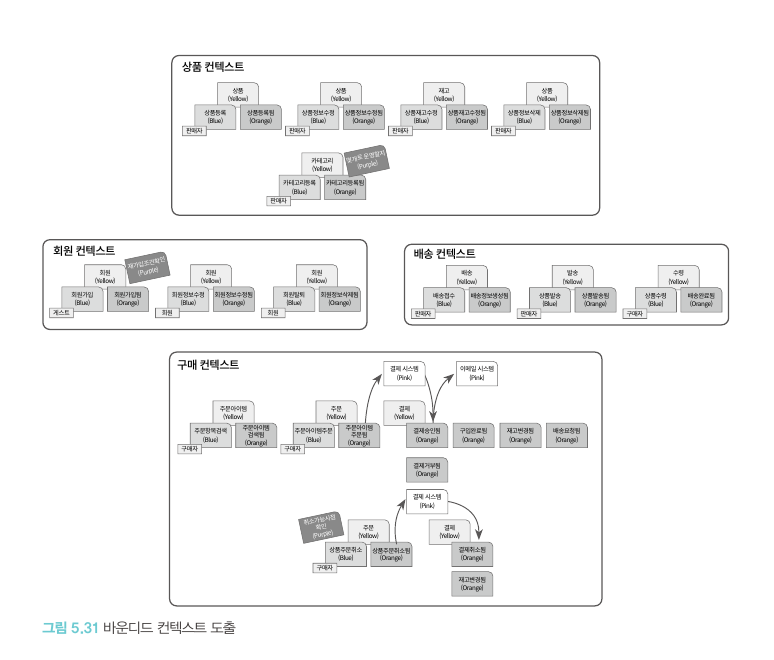 상품 컨텍스트
상품
(Yellow)
상품등록
(Blue)
상품등록됨
(Orange)
판매자
상품
(Yellow)
상품정보수정
(Blue)
상품정보수정됨
(Orange)
판매자
재고
(Yellow)
상품재고수정
(Blue)
상품재고수정됨
(Orange)
판매자
상품
(Yellow)
상품정보삭제
(Blue)
상품정보삭제됨
(Orange)
판매자
카테고리
(Yellow)
몇개로 운영할지
(Purple)
카테고리등록
(Blue)
카테고리등록됨
(Orange)
판매자
회원 컨텍스트
회원
(Yellow)
재가입조건확인
(Purple)
회원가입
(Blue)
회원가입됨
(Orange)
게스트
회원
(Yellow)
회원정보수정
(Blue)
회원정보수정됨
(Orange)
회원
회원
(Yellow)
회원탈퇴
(Blue)
회원정보삭제됨
(Orange)
회원
배송 컨텍스트
배송
(Yellow)
배송접수
(Blue)
배송정보생성됨
(Orange)
판매자
발송
(Yellow)
상품발송
(Blue)
상품발송됨
(Orange)
판매자
수령
(Yellow)
상품수령
(Blue)
배송완료됨
(Orange)
구매자
구매 컨텍스트
결제 시스템
(Pink)
이메일 시스템
(Pink)
주문아이템
(Yellow)
주문항목검색
(Blue)
주문아이템
검색됨
(Orange)
구매자
주문
(Yellow)
주문아이템주문
(Blue)
주문아이템
주문됨
(Orange)
구매자
결제
(Yellow)
결제승인됨
(Orange)
구입완료됨
(Orange)
재고변경됨
(Orange)
배송요청됨
(Orange)
결제거부됨
(Orange)
결제 시스템
(Pink)
취소가능시점
확인
(Purple)
주문
(Yellow)
상품주문취소
(Blue)
상품주문취소됨
(Orange)
구매자
결제
(Yellow)
결제취소됨
(Orange)
재고변경됨
(Orange)
그림 5.31 바운디드 컨텍스트 도출